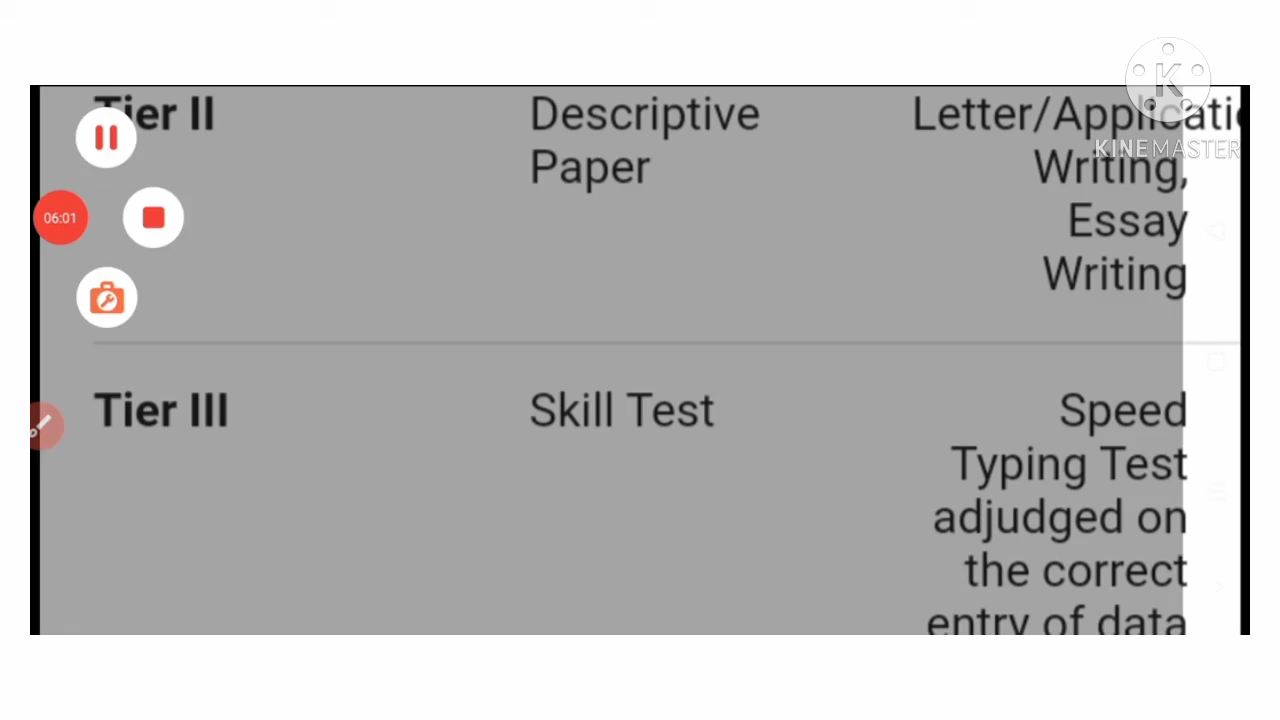 Tier II Descriptive Letter/Applicatio
Paper Writing,
Essay
Writing
Tier III Skill Test Speed
Typing Test
adjudged on
the correct
entry of data
06:01
K
KINEMASTER